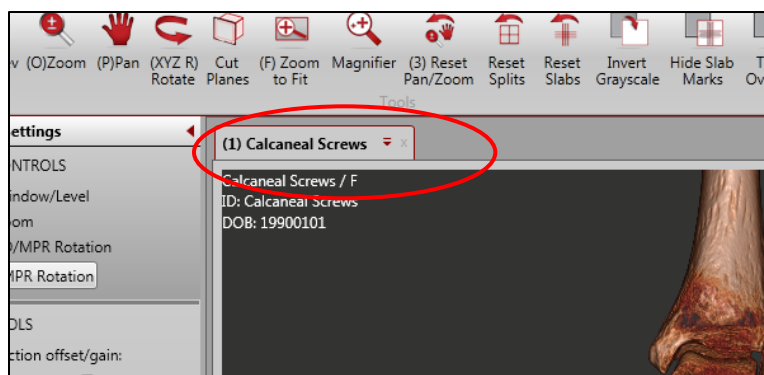 (O)Zoom (P)Pan (XYZ R) Cut (F) Zoom Magnifier (3) Reset Reset Reset Invert Hide Slab
Rotate Planes to Fit Pan/Zoom Splits Slabs Grayscale Marks
Tools
ettings
(1) Calcaneal Screws x
NTROLS
Calcaneal Screws / F
indow/Level
ID: Calcaneal Screws
om
DOB: 19900101
/MPR Rotation
MPR Rotation
OLS
ction offset/gain: